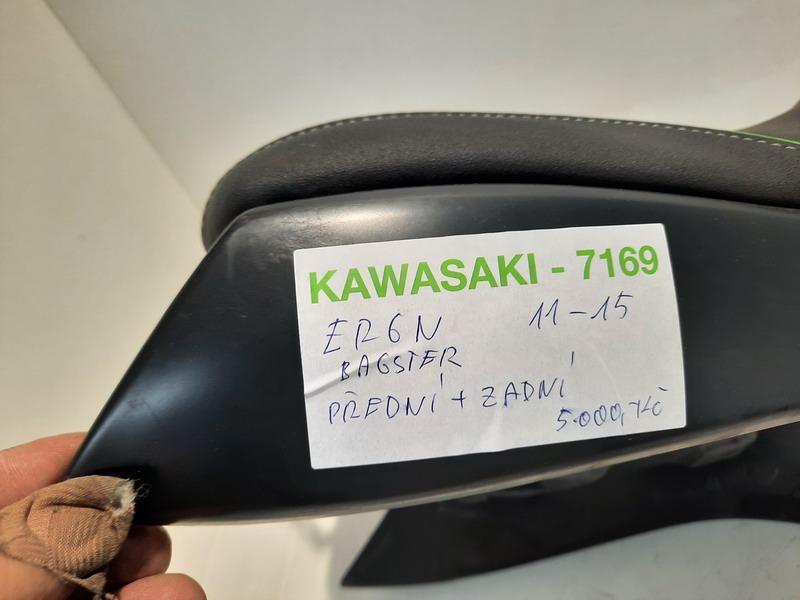 KAWASAKI - 7169
ER6N 11-15
BAGSTER
PŘEDNÍ + ZADNÍ
5.000,- Kč